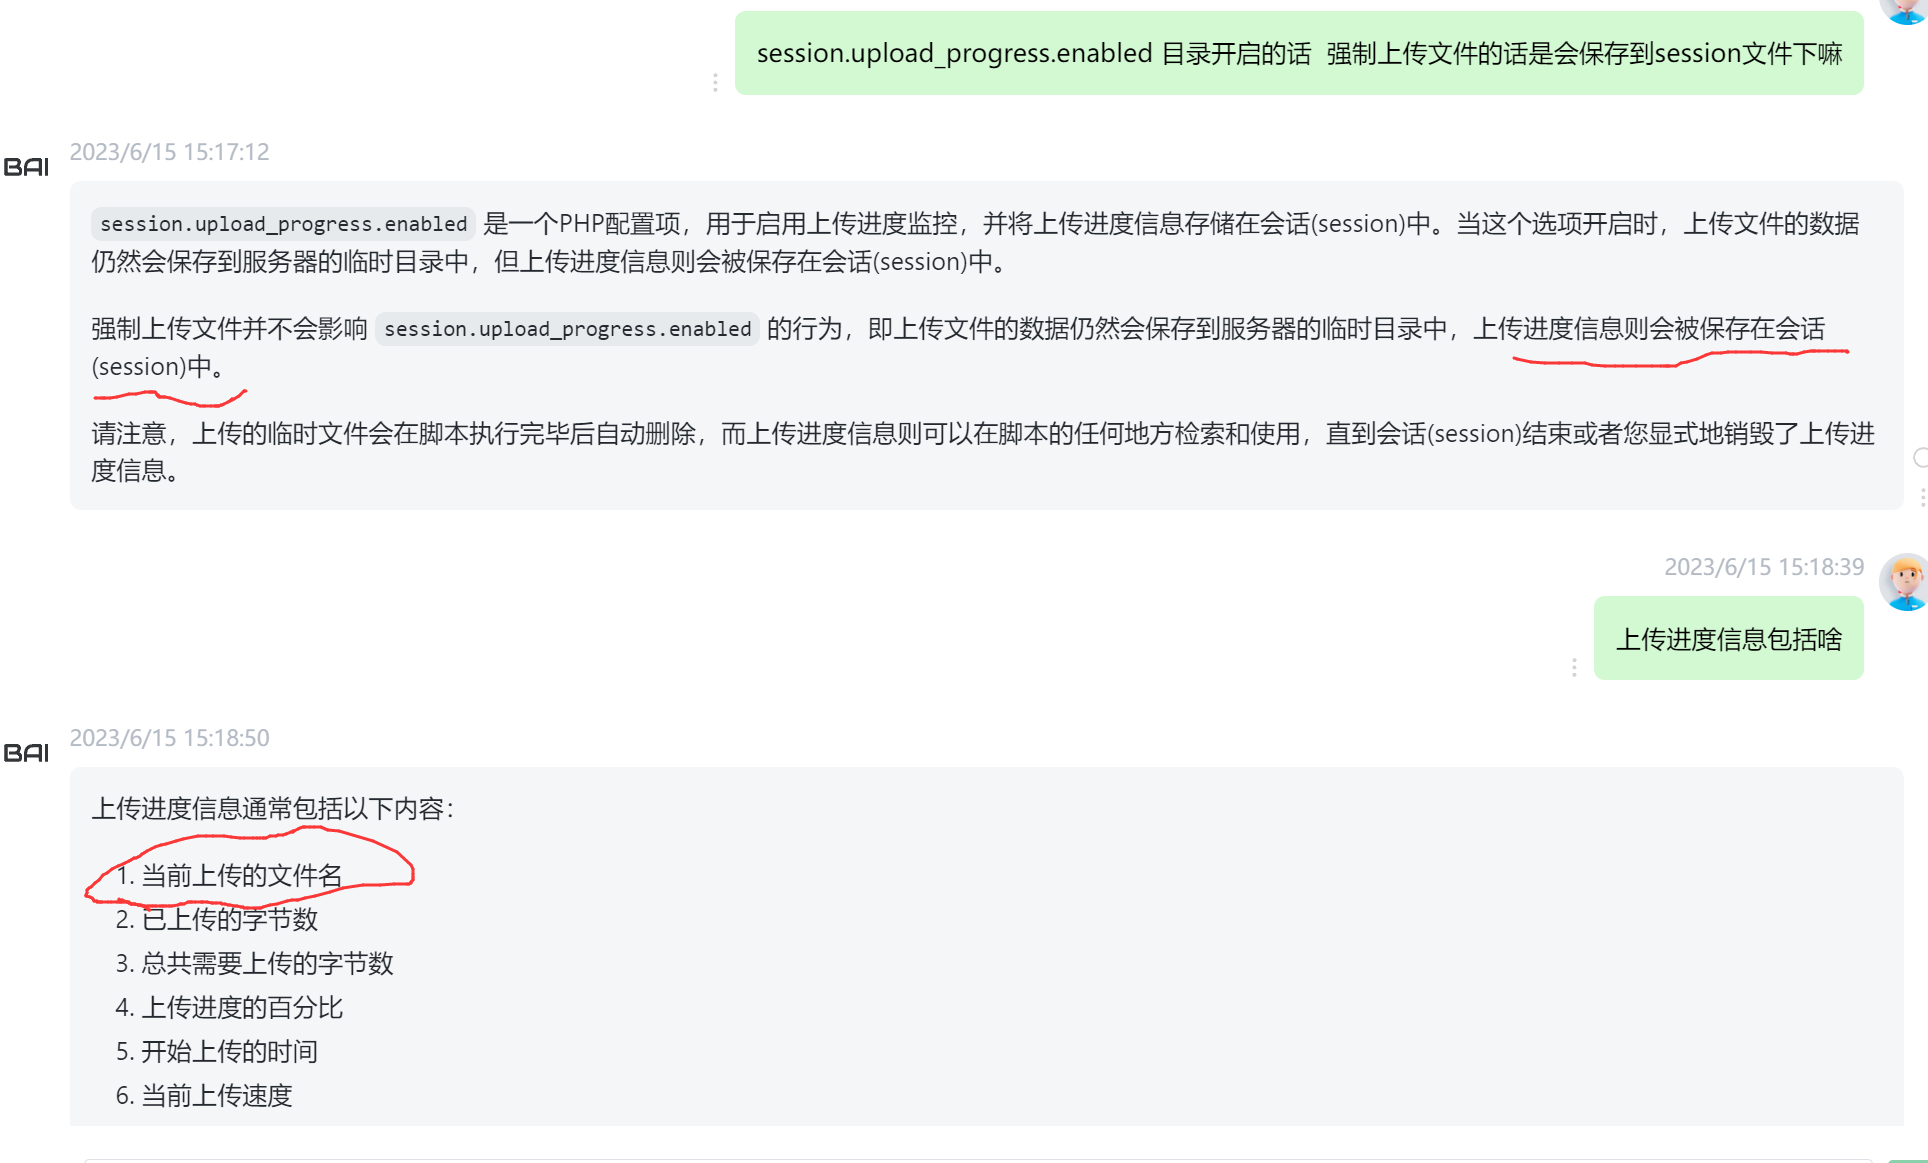 session.upload_progress.enabled 目录开启的话  强制上传文件的话是会保存到session文件下嘛
2023/6/15 15:17:12
BAI
session.upload_progress.enabled 是一个PHP配置项，用于启用上传进度监控，并将上传进度信息存储在会话(session)中。当这个选项开启时，上传文件的数据
仍然会保存到服务器的临时目录中，但上传进度信息则会被保存在会话(session)中。
强制上传文件并不会影响 session.upload_progress.enabled 的行为，即上传文件的数据仍然会保存到服务器的临时目录中，上传进度信息则会被保存在会话
(session)中。
请注意，上传的临时文件会在脚本执行完毕后自动删除，而上传进度信息则可以在脚本的任何地方检索和使用，直到会话(session)结束或者您显式地销毁了上传进
度信息。
2023/6/15 15:18:39
上传进度信息包括啥
2023/6/15 15:18:50
BAI
上传进度信息通常包括以下内容：
1. 当前上传的文件名
2. 已上传的字节数
3. 总共需要上传的字节数
4. 上传进度的百分比
5. 开始上传的时间
6. 当前上传速度